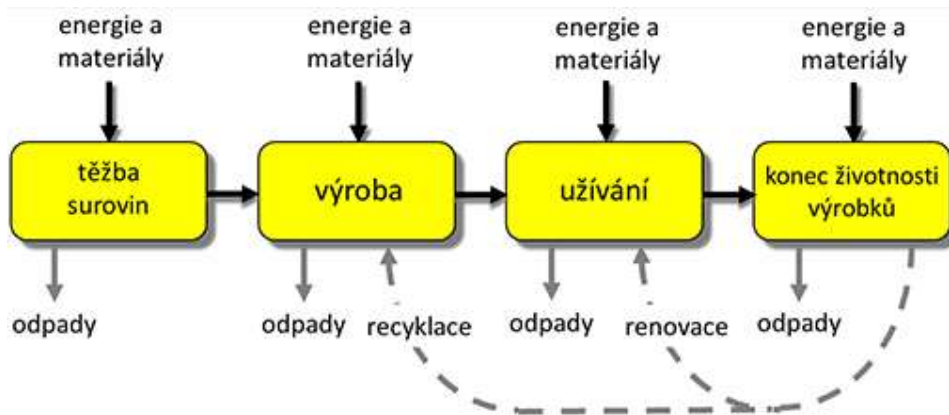 energie a
materiály
energie a
materiály
energie a
materiály
energie a
materiály
těžba
surovin
výroba
užívání
konec životnosti
výrobků
odpady
odpady
recyklace
odpady
renovace
odpady